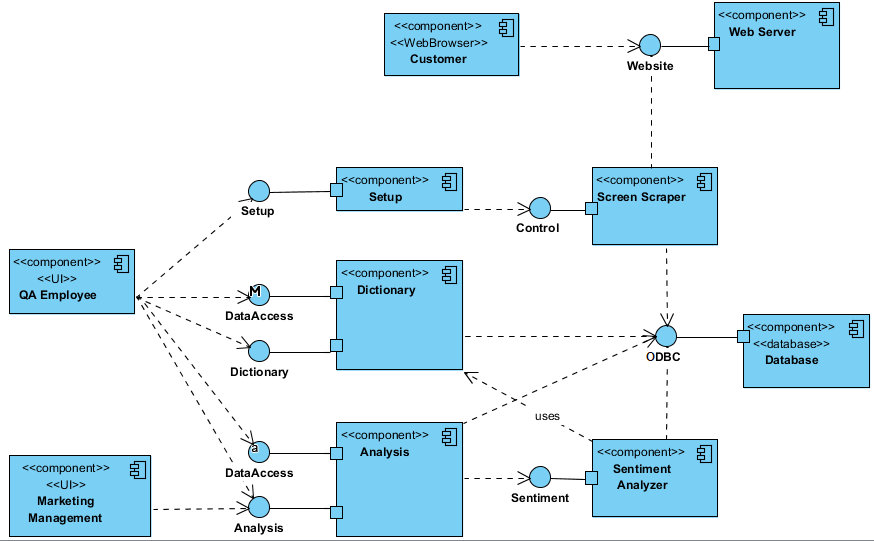 <<component>>
<<WebBrowser>>
Customer
Website
<<component>>
Web Server
Setup
<<component>>
Setup
Control
<<component>>
Screen Scraper
<<component>>
<<UI>>
QA Employee
M
DataAccess
Dictionary
<<component>>
Dictionary
ODBC
<<component>>
<<database>>
Database
uses
<<component>>
<<UI>>
Marketing
Management
a
DataAccess
Analysis
<<component>>
Analysis
Sentiment
<<component>>
Sentiment
Analyzer